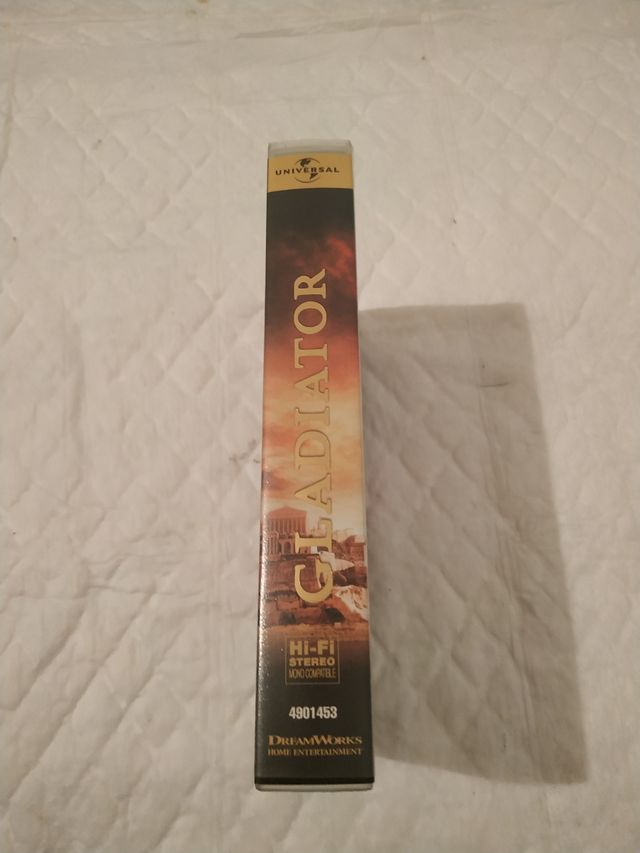 UNIVERSAL
GLADIATOR
Hi-Fi
STEREO
MONO COMPATIBLE
4901453
DREAMWORKS
HOME ENTERTAINMENT